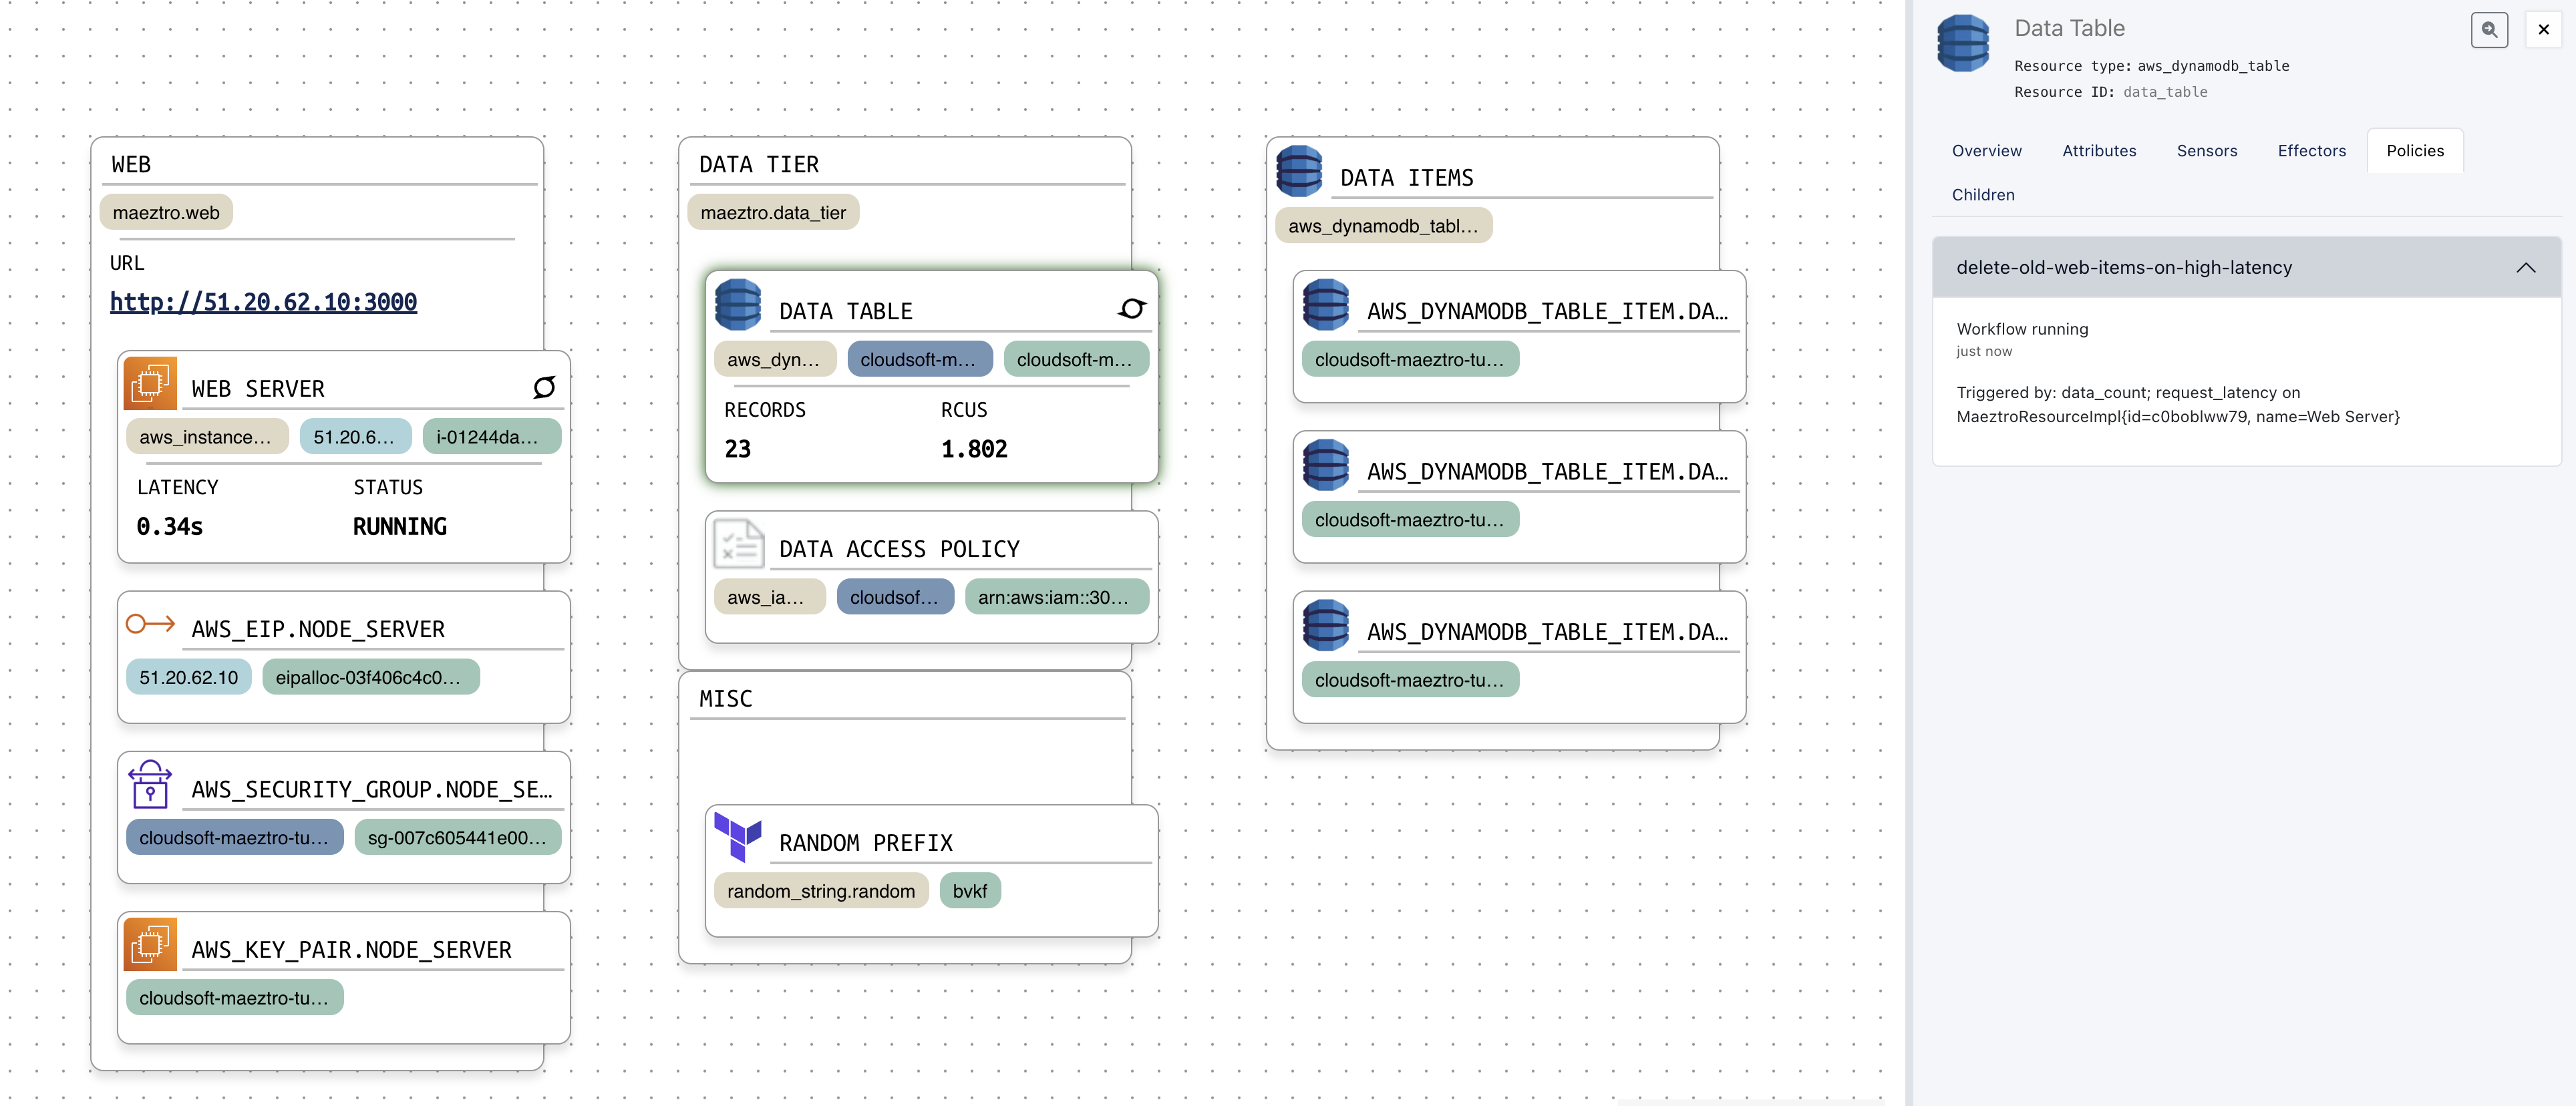 WEB
maeztro.web
URL
http://51.20.62.10:3000
WEB SERVER
aws_instance...
51.20.6...
i-01244da...
LATENCY
STATUS
0.34s
RUNNING
AWS_EIP.NODE_SERVER
51.20.62.10
eipalloc-03f406c4c0...
AWS_SECURITY_GROUP.NODE_SE...
cloudsoft-maeztro-tu...
sg-007c605441e00...
AWS_KEY_PAIR.NODE_SERVER
cloudsoft-maeztro-tu...
DATA TIER
maeztro.data_tier
DATA TABLE
aws_dyn...
cloudsoft-m...
cloudsoft-m...
RECORDS
RCUS
23
1.802
DATA ACCESS POLICY
aws_ia...
cloudsof...
arn:aws:iam::30...
MISC
RANDOM PREFIX
random_string.random
bvkf
DATA ITEMS
aws_dynamodb_tabl...
AWS_DYNAMODB_TABLE_ITEM.DA...
cloudsoft-maeztro-tu...
AWS_DYNAMODB_TABLE_ITEM.DA...
cloudsoft-maeztro-tu...
AWS_DYNAMODB_TABLE_ITEM.DA...
cloudsoft-maeztro-tu...
Data Table
Resource type: aws_dynamodb_table
Resource ID: data_table
Overview
Attributes
Sensors
Effectors
Policies
Children
delete-old-web-items-on-high-latency
Workflow running
just now
Triggered by: data_count; request_latency on
MaeztroResourceImpl{id=c0boblww79, name=Web Server}